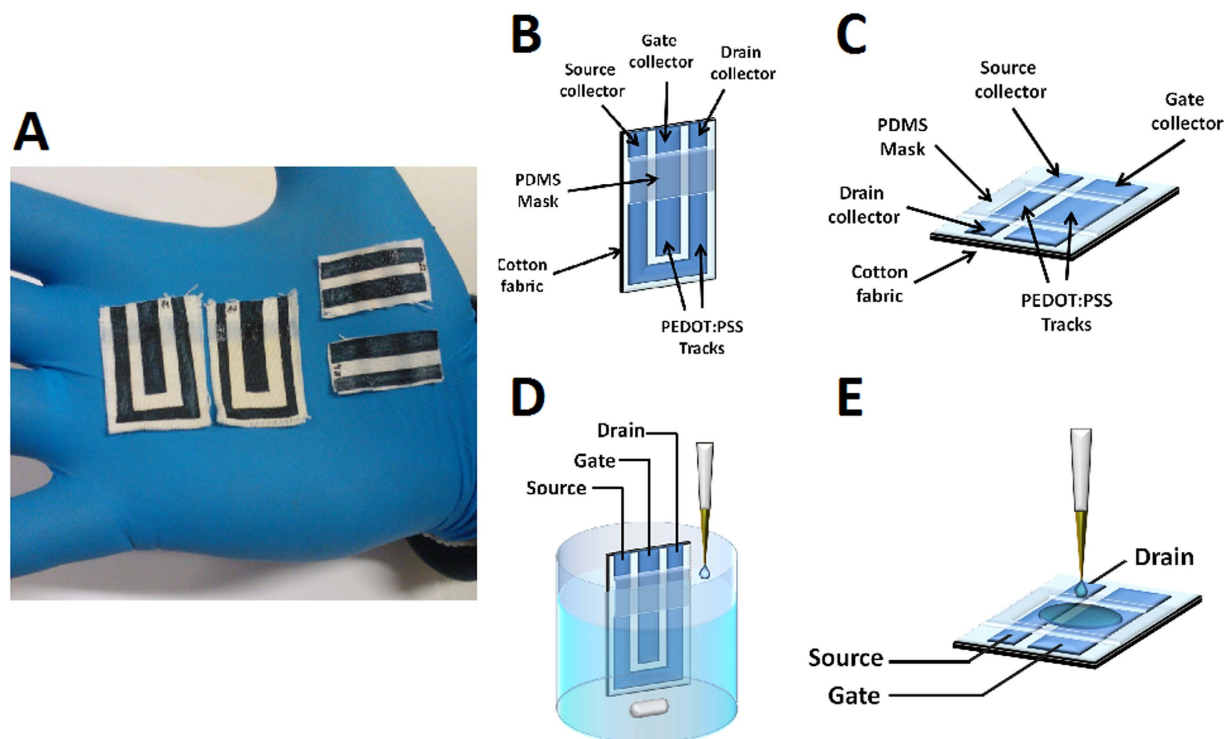 A
B
Gate
collector
Source
collector
Drain
collector
PDMS
Mask
Cotton
fabric
PEDOT:PSS
Tracks
C
Source
collector
Gate
collector
PDMS
Mask
Drain
collector
Cotton
fabric
PEDOT:PSS
Tracks
D
Drain
Gate
Source
E
Drain
Source
Gate